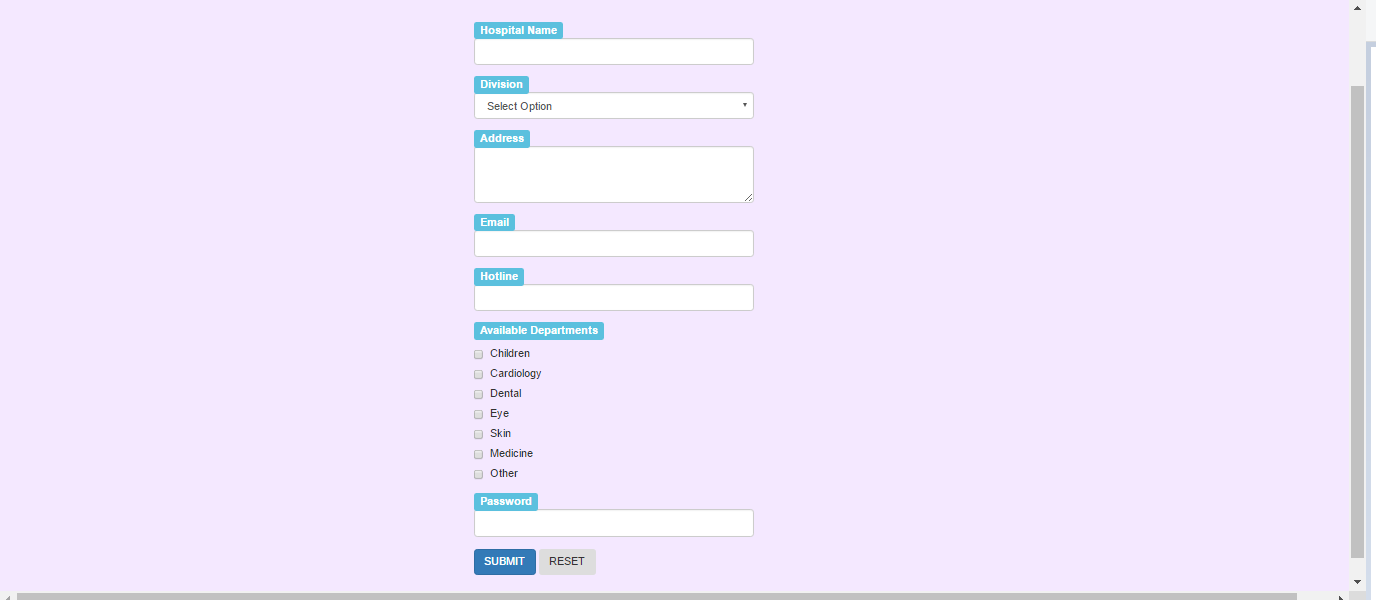 Hospital Name
Division
Select Option
Address
Email
Hotline
Available Departments
Children
Cardiology
Dental
Eye
Skin
Medicine
Other
Password
SUBMIT RESET